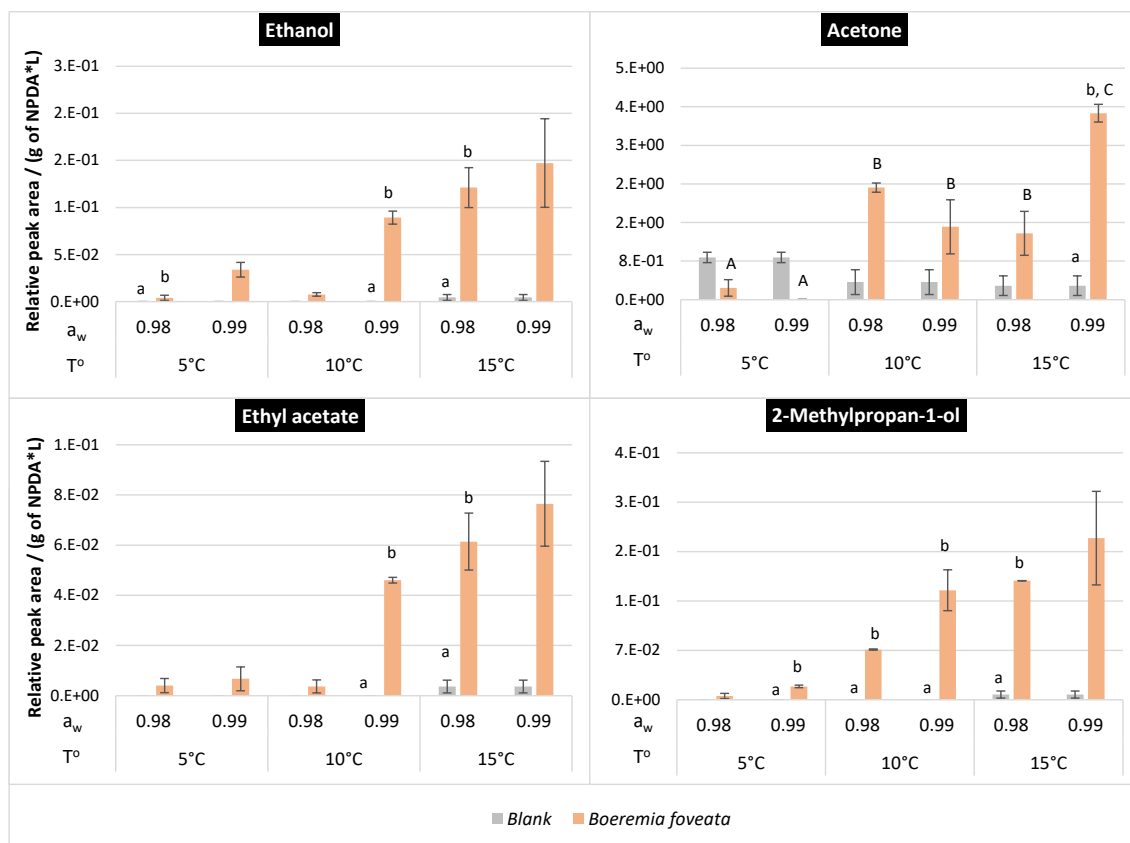 Ethanol
Relative peak area / (g of NPDA*L)
3.E-01
2.E-01
2.E-01
1.E-01
5.E-02
0.E+00
a b a b a b
aw 0.98 0.99 0.98 0.99 0.98 0.99
Tº 5°C 10°C 15°C
Acetone
5.E+00
4.E+00
3.E+00
2.E+00
2.E+00
8.E-01
0.E+00
A A B B B a b, C
aw 0.98 0.99 0.98 0.99 0.98 0.99
Tº 5°C 10°C 15°C
Ethyl acetate
Relative peak area / (g of NPDA*L)
1.E-01
8.E-02
6.E-02
4.E-02
2.E-02
0.E+00
a b a b
aw 0.98 0.99 0.98 0.99 0.98 0.99
Tº 5°C 10°C 15°C
2-Methylpropan-1-ol
4.E-01
3.E-01
2.E-01
1.E-01
7.E-02
0.E+00
a b a b a b a b
aw 0.98 0.99 0.98 0.99 0.98 0.99
Tº 5°C 10°C 15°C
Blank Boeremia foveata